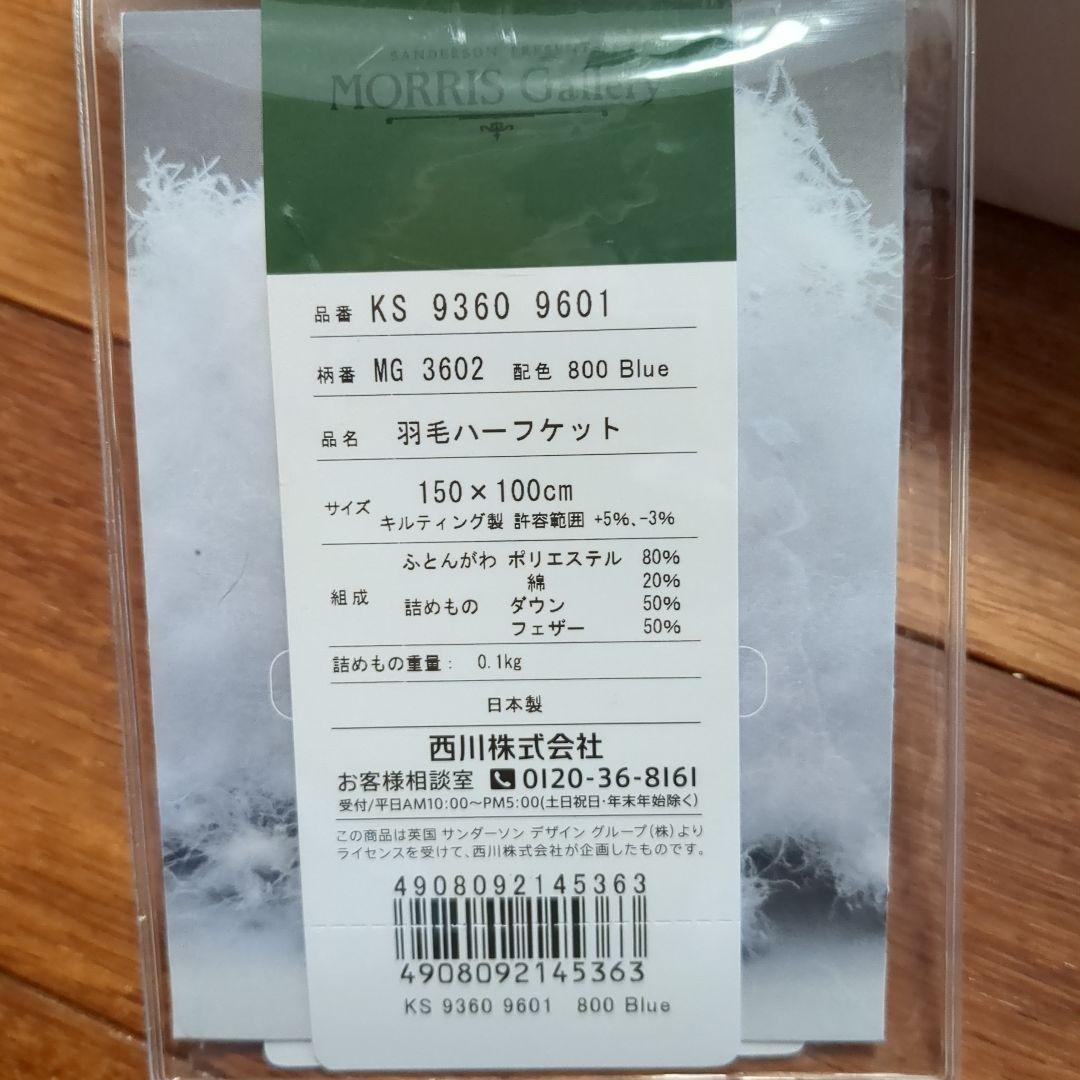 SANDERSON PRESENTS
MORRIS Gallery
品番 KS 9360 9601
柄番 MG 3602 配色 800 Blue
品名 羽毛ハーフケット
サイズ 150×100cm
キルティング製 許容範囲 +5%、-3%
組成 ふとんがわ ポリエステル 80%
綿 20%
詰めもの ダウン 50%
フェザー 50%
詰めもの重量: 0.1kg
日本製
西川株式会社
お客様相談室 0120-36-8161
受付/平日AM10:00〜PM5:00(土日祝日・年末年始除く)
この商品は英国 サンダーソン デザイン グループ(株)より
ライセンスを受けて、西川株式会社が企画したものです。
4908092145363
4908092145363
KS 9360 9601 800 Blue